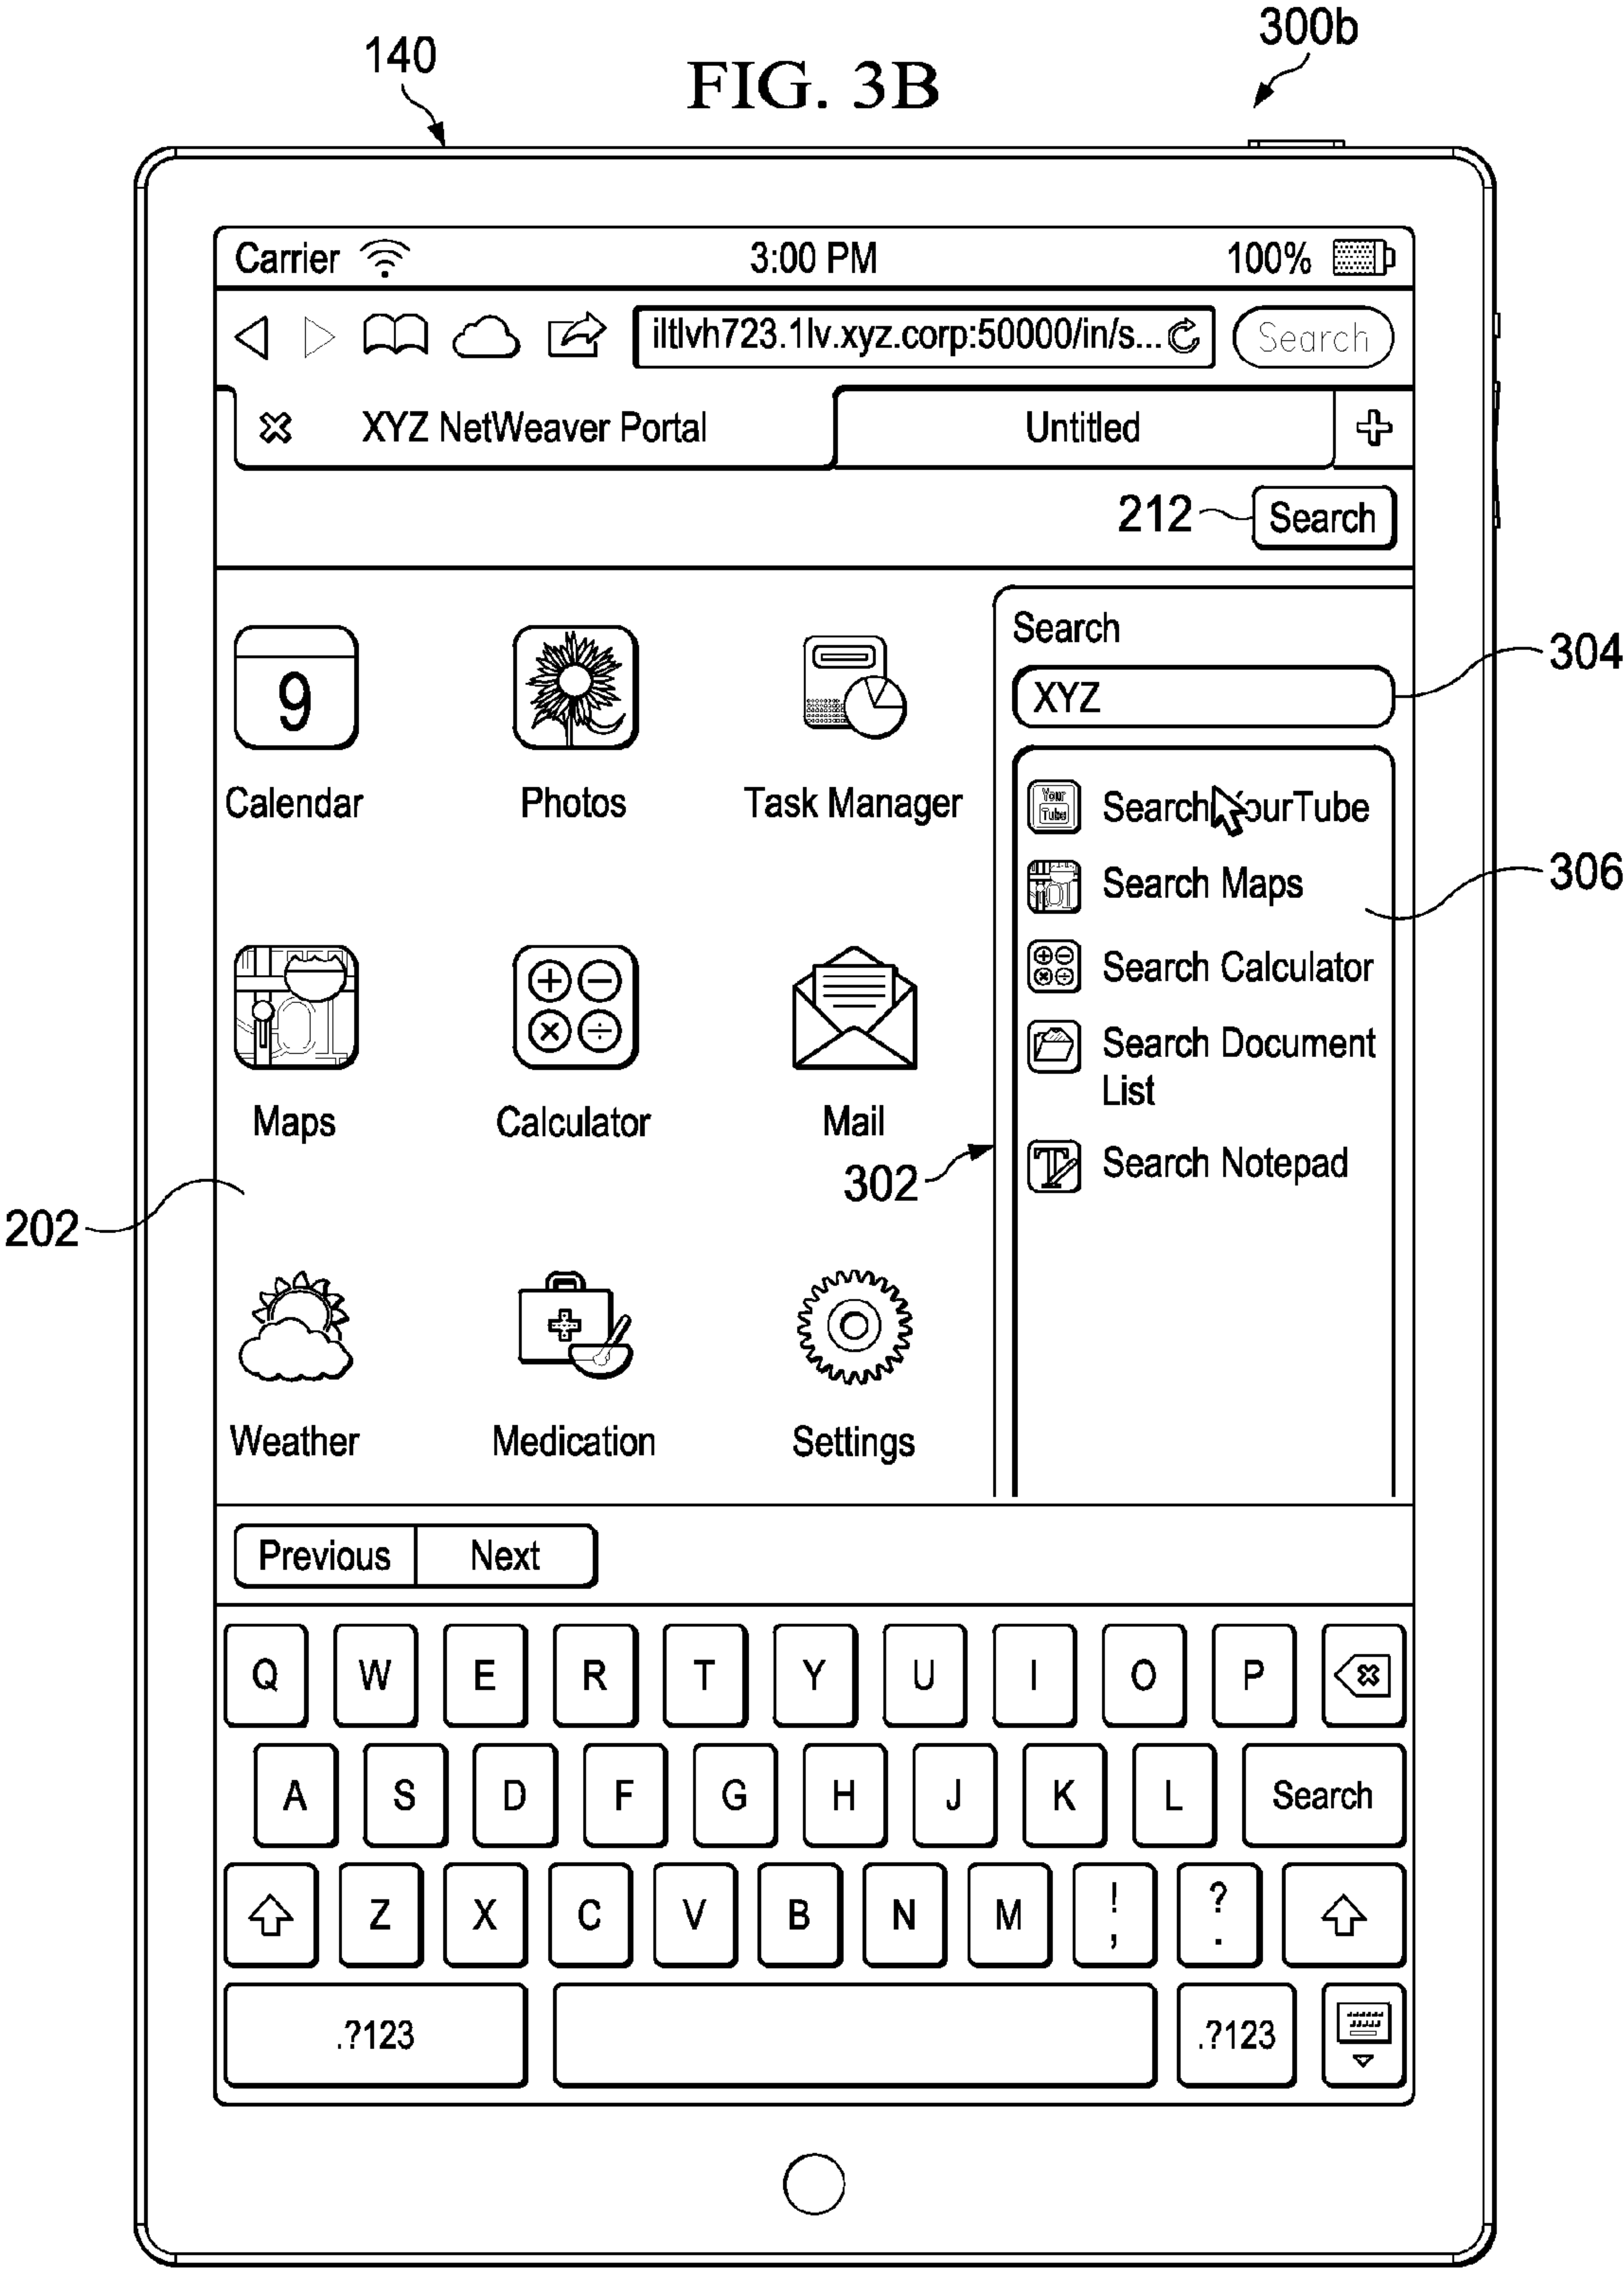 300b
140
FIG. 3B
Carrier 3:00 PM 100%
iltlvh723.1lv.xyz.corp:50000/in/s... Search
XYZ NetWeaver Portal Untitled
212 Search
Search
304
XYZ
9
Calendar Photos Task Manager
Your
Tube
Search YourTube
306
Search Maps
Search Calculator
Search Document
List
Maps Calculator Mail
302
T Search Notepad
202
Weather Medication Settings
Previous Next
Q W E R T Y U I O P
A S D F G H J K L Search
Z X C V B N M ! , ? .
.?123 .?123